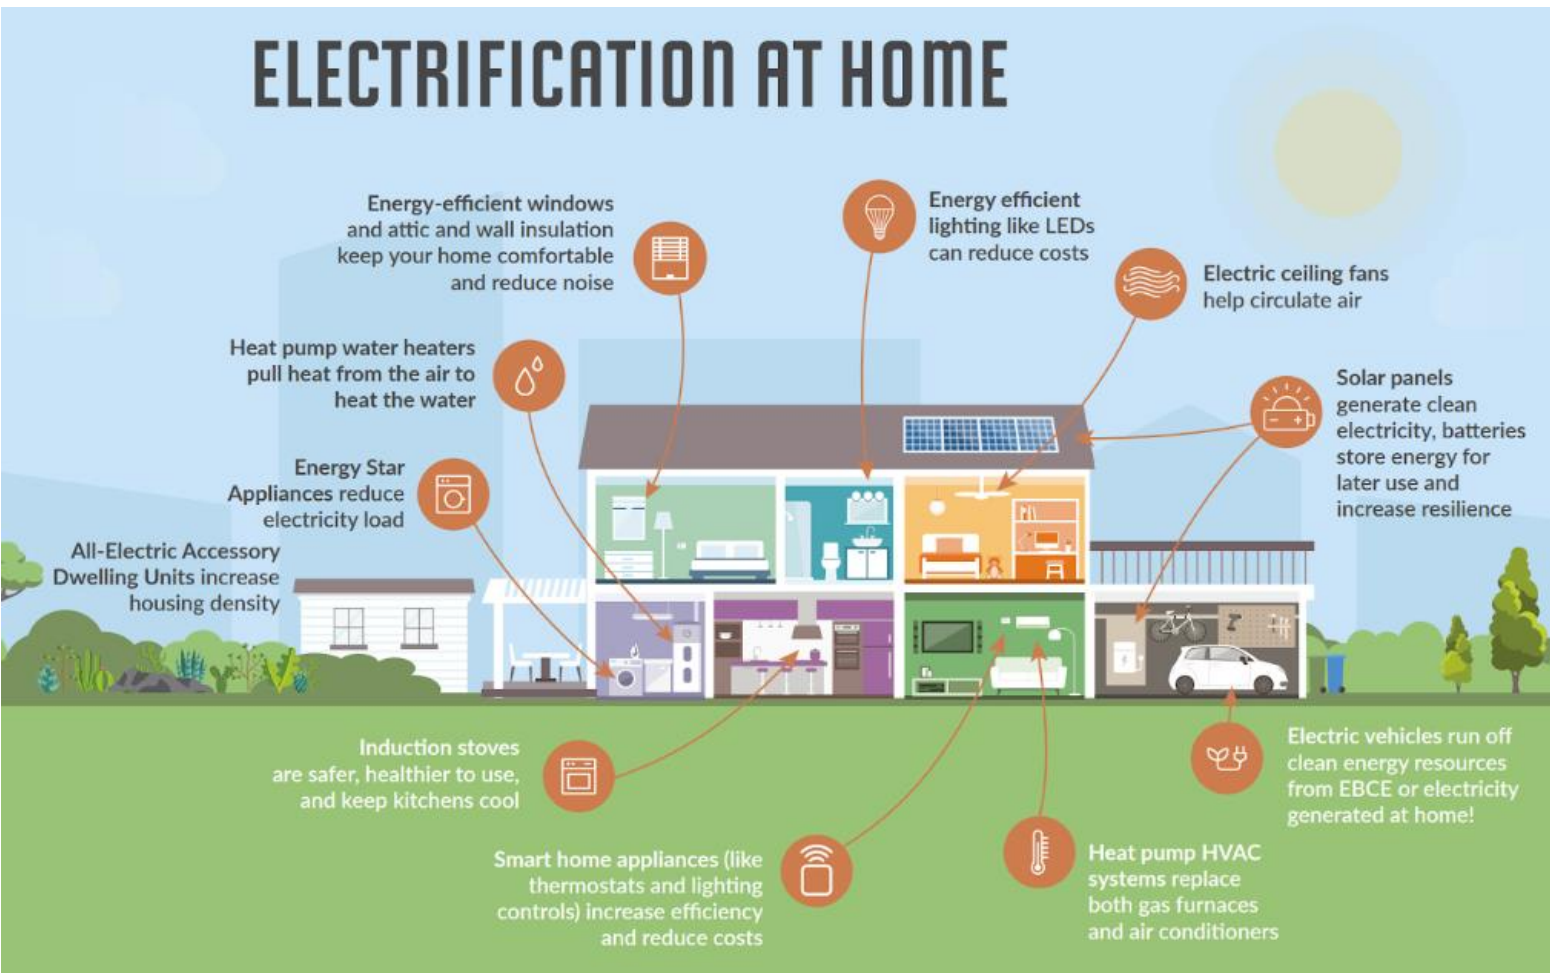 ELECTRIFICATION AT HOME
Energy-efficient windows
and attic and wall insulation
keep your home comfortable
and reduce noise
Energy efficient
lighting like LEDs
can reduce costs
Electric ceiling fans
help circulate air
Heat pump water heaters
pull heat from the air to
heat the water
Solar panels
generate clean
electricity, batteries
store energy for
later use and
increase resilience
Energy Star
Appliances reduce
electricity load
All-Electric Accessory
Dwelling Units increase
housing density
Induction stoves
are safer, healthier to use,
and keep kitchens cool
Electric vehicles run off
clean energy resources
from EBCE or electricity
generated at home!
Smart home appliances (like
thermostats and lighting
controls) increase efficiency
and reduce costs
Heat pump HVAC
systems replace
both gas furnaces
and air conditioners